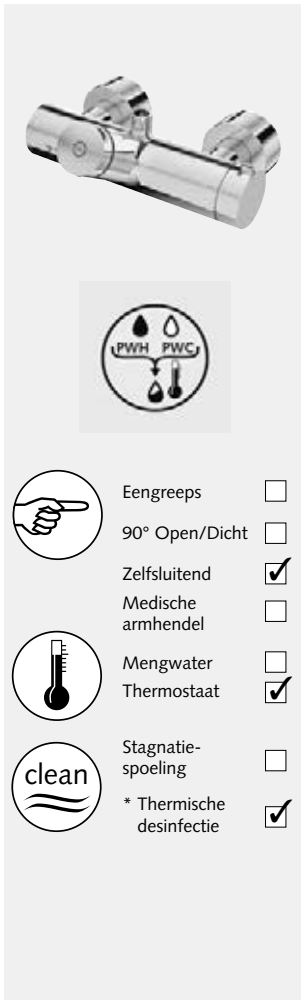 PWH PWC
Eengreeps
90° Open/Dicht
Zelfsluitend
Medische
armhendel
Mengwater
Thermostaat
clean
Stagnatie-
spoeling
* Thermische
desinfectie